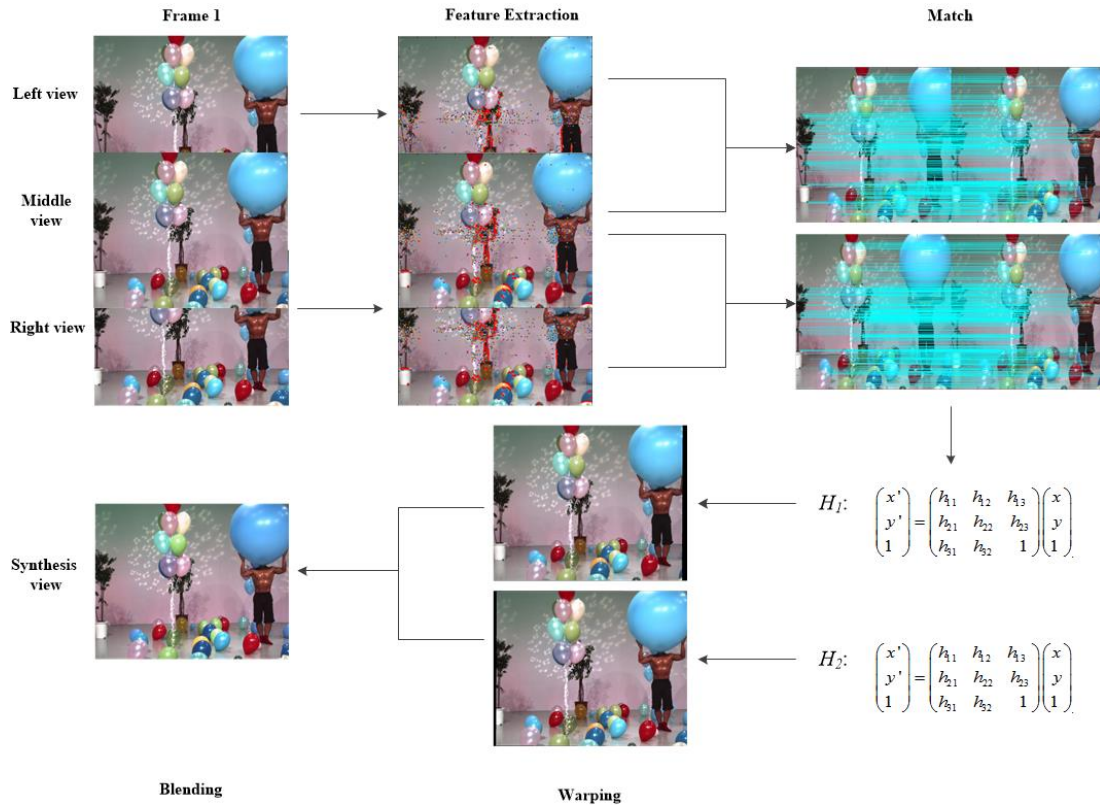 Frame 1
Feature Extraction
Match
Left view
Middle
view
Right view
H₁:
(x' y' 1) = (h₁₁ h₁₂ h₁₃ h₂₁ h₂₂ h₂₃ h₃₁ h₃₂ 1) (x y 1).
Synthesis
view
H₂:
(x' y' 1) = (h₁₁ h₁₂ h₁₃ h₂₁ h₂₂ h₂₃ h₃₁ h₃₂ 1) (x y 1).
Blending
Warping